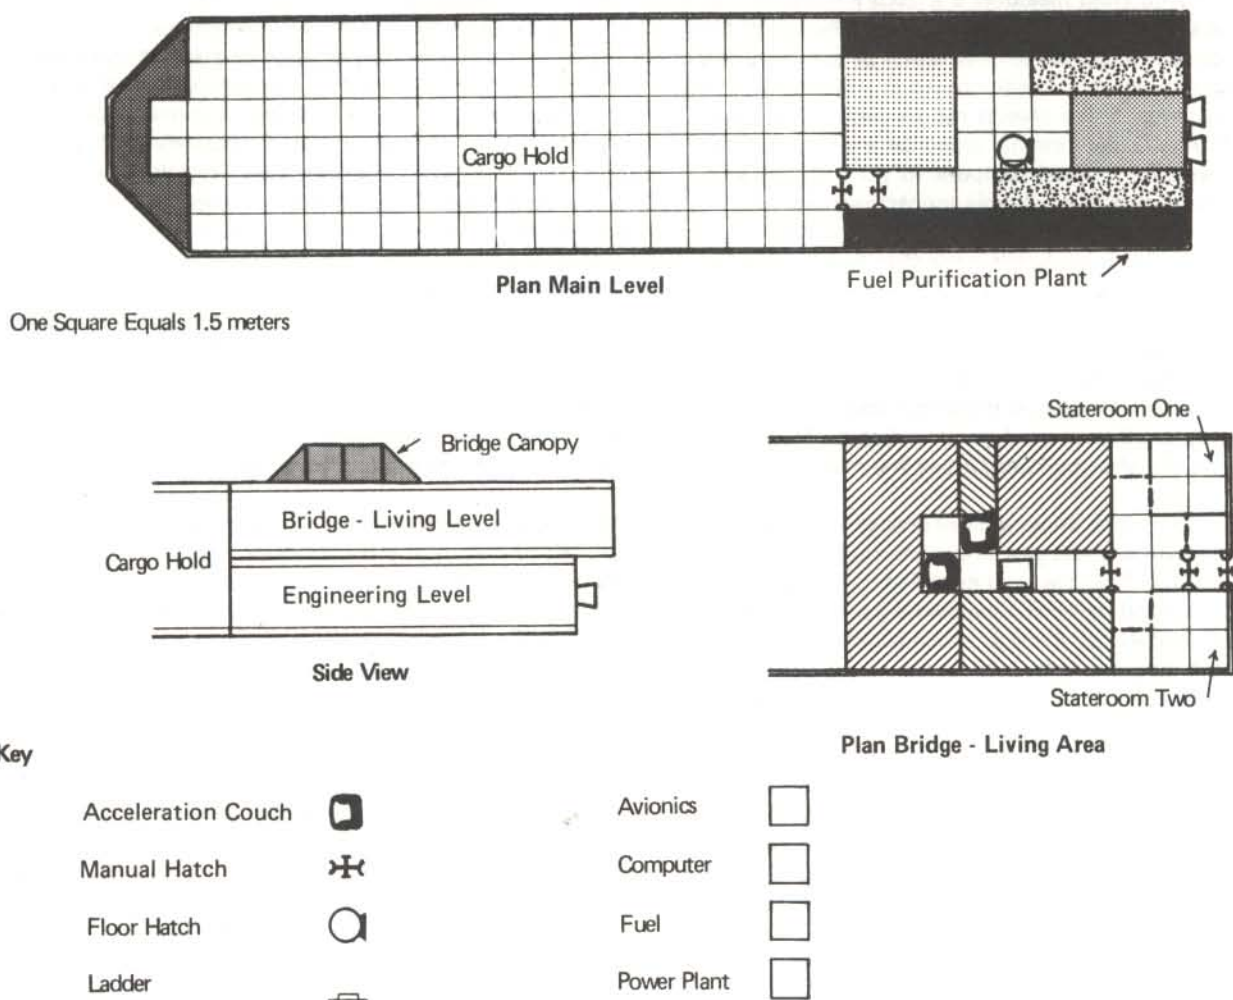 Cargo Hold
Plan Main Level
Fuel Purification Plant
One Square Equals 1.5 meters
Bridge Canopy
Bridge - Living Level
Cargo Hold
Engineering Level
Side View
Stateroom One
Stateroom Two
Plan Bridge - Living Area
Key
Acceleration Couch
Manual Hatch
Floor Hatch
Ladder
Avionics
Computer
Fuel
Power Plant